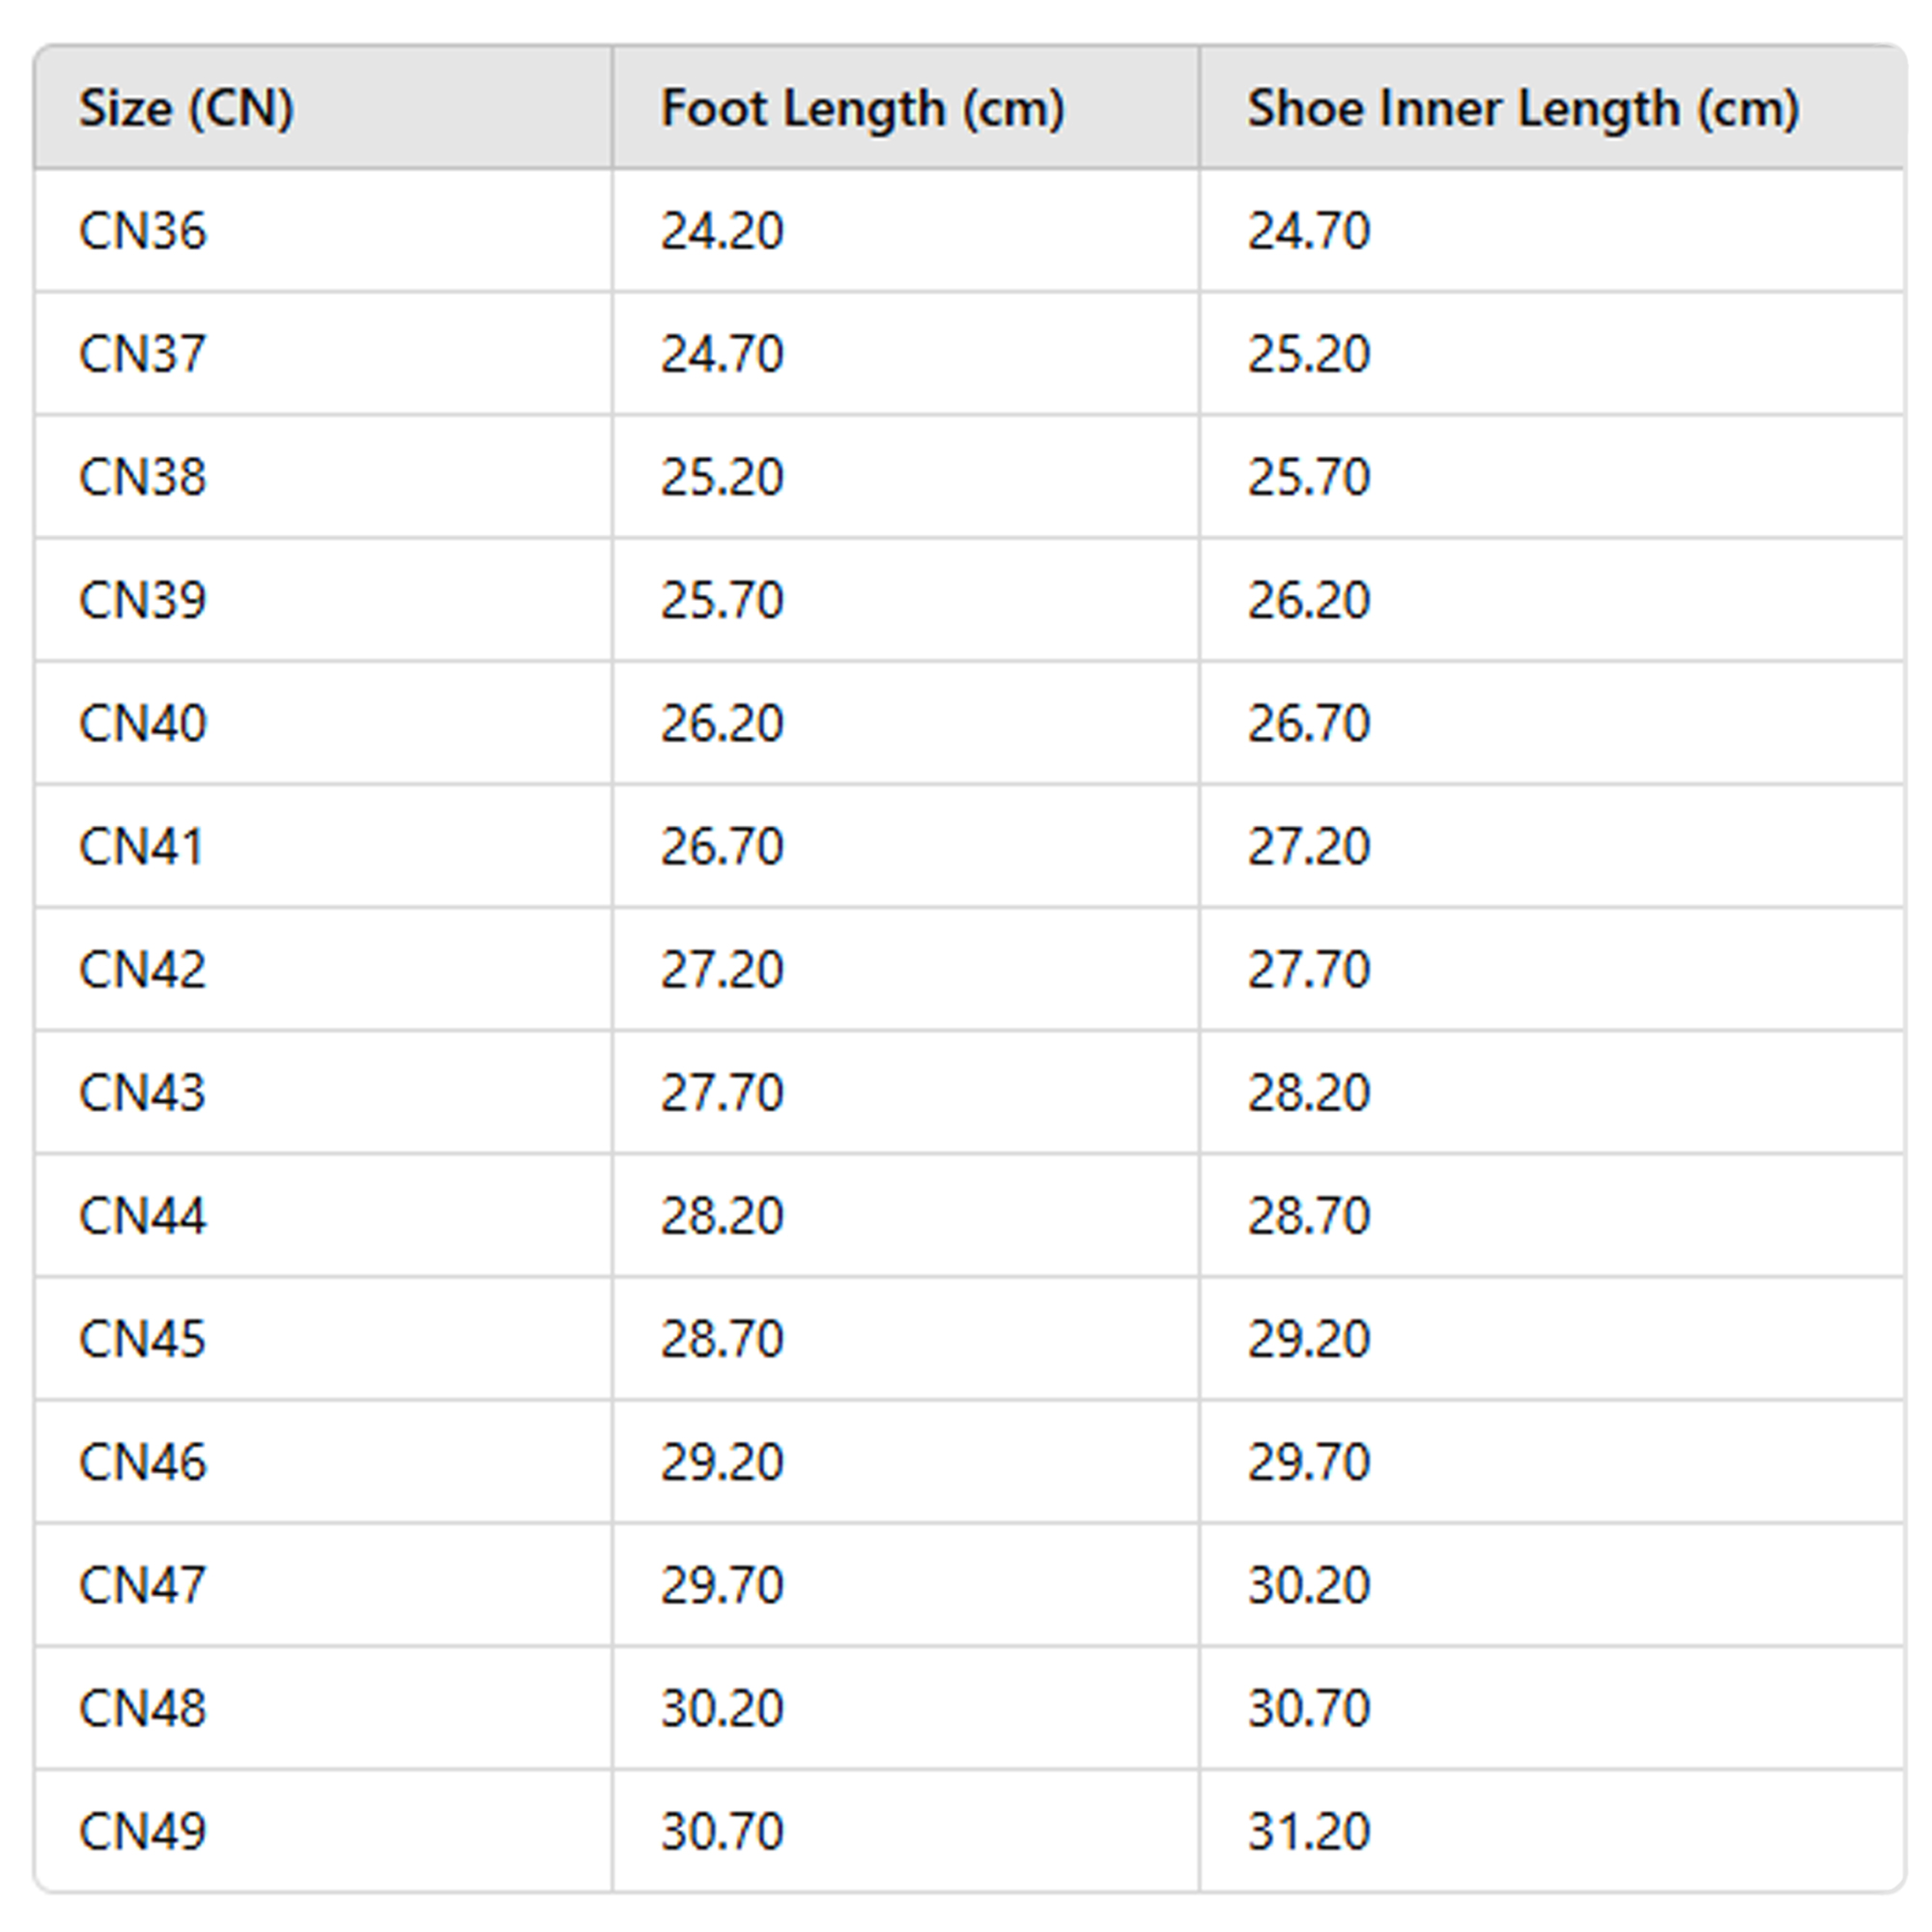 Size (CN) Foot Length (cm) Shoe Inner Length (cm)
CN36 24.20 24.70
CN37 24.70 25.20
CN38 25.20 25.70
CN39 25.70 26.20
CN40 26.20 26.70
CN41 26.70 27.20
CN42 27.20 27.70
CN43 27.70 28.20
CN44 28.20 28.70
CN45 28.70 29.20
CN46 29.20 29.70
CN47 29.70 30.20
CN48 30.20 30.70
CN49 30.70 31.20